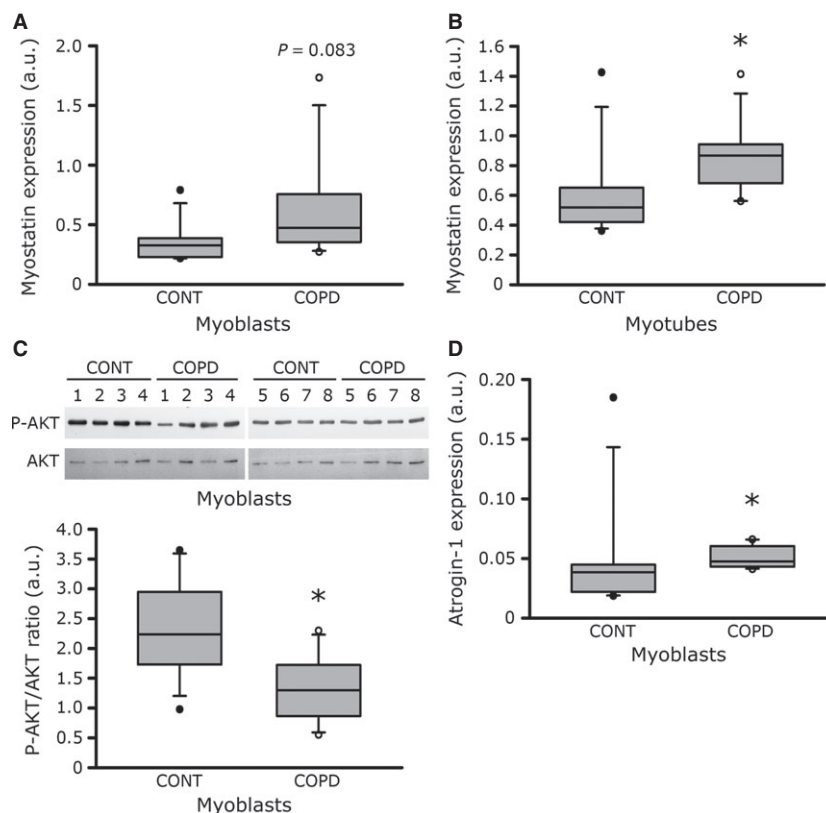 A
Myostatin expression (a.u.)
2.0
1.5
1.0
0.5
0
P = 0.083
CONT COPD
Myoblasts
B
Myostatin expression (a.u.)
1.6
1.4
1.2
1.0
0.8
0.6
0.4
0.2
0
*
CONT COPD
Myotubes
C
CONT COPD CONT COPD
1 2 3 4 1 2 3 4 5 6 7 8 5 6 7 8
P-AKT
AKT
Myoblasts
P-AKT/AKT ratio (a.u.)
4.0
3.5
3.0
2.5
2.0
1.5
1.0
0.5
0
*
CONT COPD
Myoblasts
D
Atrogin-1 expression (a.u.)
0.20
0.15
0.10
0.05
0
*
CONT COPD
Myoblasts